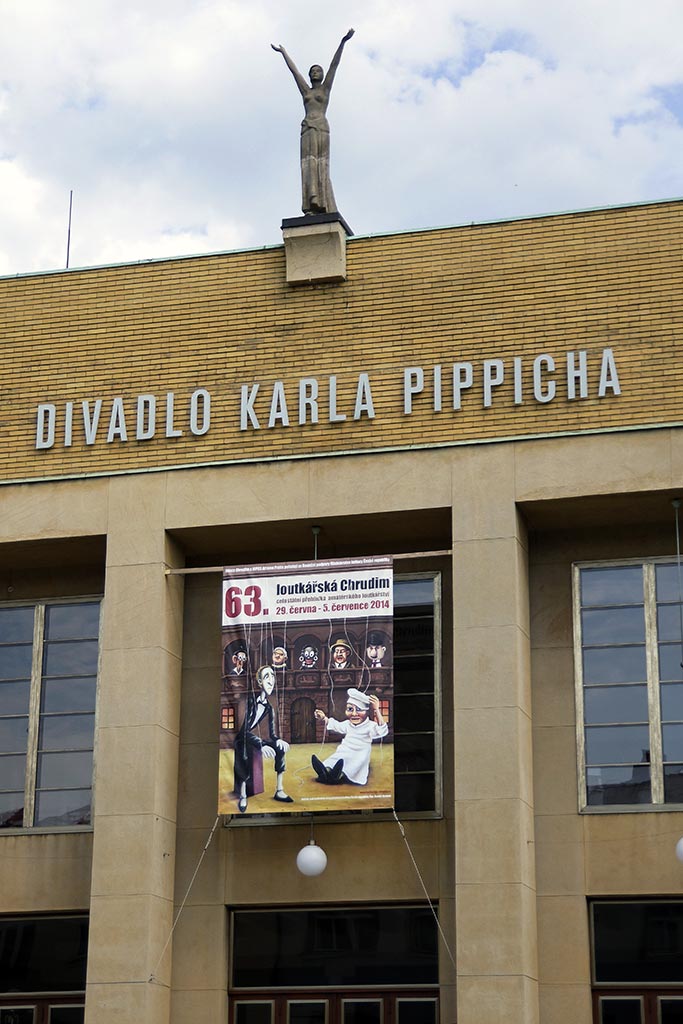 DIVADLO KARLA PIPPICHA
63. loutkářská Chrudim
celostátní přehlídka amatérského loutkářství
29. června - 5. července 2014